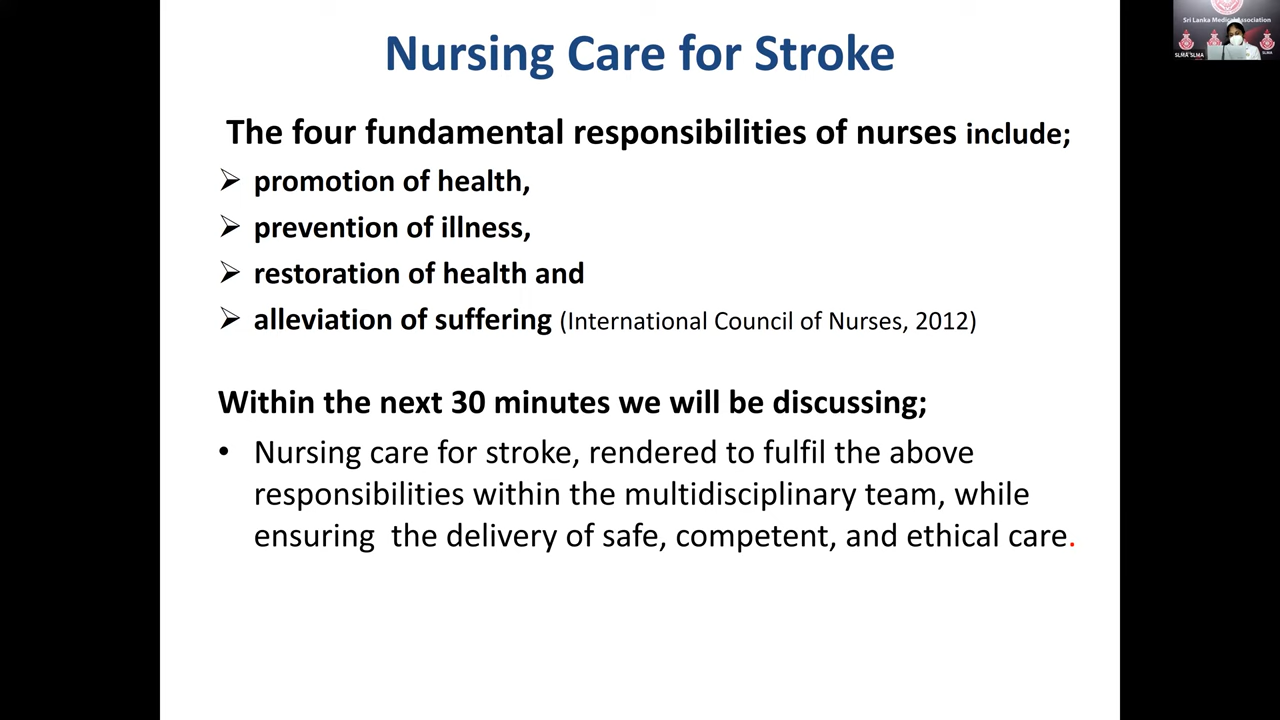 Nursing Care for Stroke
The four fundamental responsibilities of nurses include;
promotion of health,
prevention of illness,
restoration of health and
alleviation of suffering (International Council of Nurses, 2012)
Within the next 30 minutes we will be discussing;
• Nursing care for stroke, rendered to fulfil the above
responsibilities within the multidisciplinary team, while
ensuring the delivery of safe, competent, and ethical care.
Sri Lanka Medical Association
SLMA SLMA
SLMA